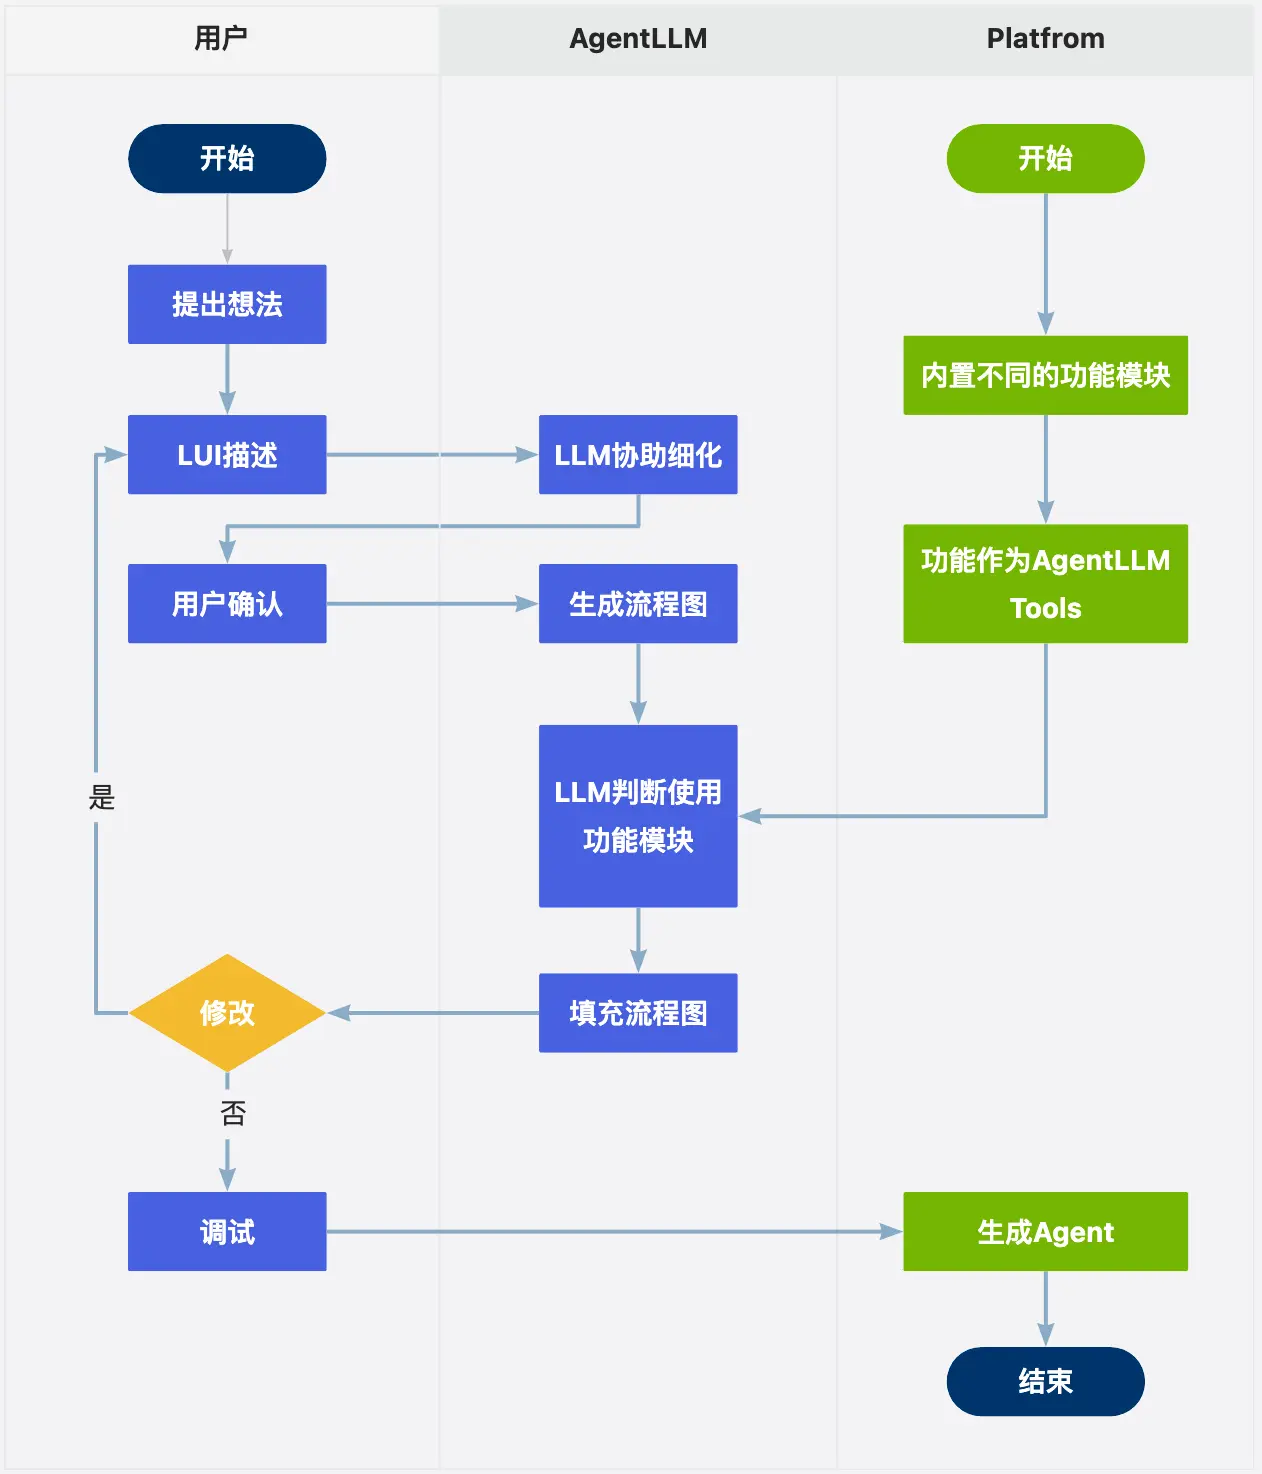 用户
AgentLLM
Platfrom
开始
开始
提出想法
内置不同的功能模块
LUI描述
LLM协助细化
功能作为AgentLLM
Tools
用户确认
生成流程图
LLM判断使用
功能模块
是
修改
填充流程图
否
调试
生成Agent
结束